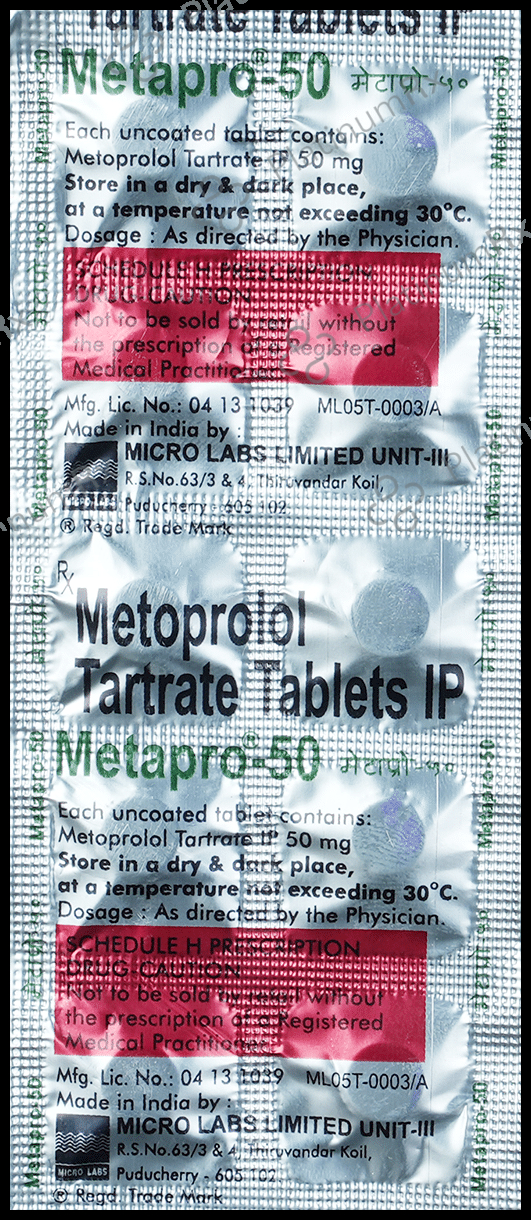 Tartrate Tablets IP
Metapro®-50 मेटाप्रो-५०
Each uncoated tablet contains:
Metoprolol Tartrate IP 50 mg
Store in a dry & dark place,
at a temperature not exceeding 30°C.
Dosage : As directed by the Physician.
SCHEDULE H PRESCRIPTION
DRUG-CAUTION
Not to be sold by retail without
the prescription of a Registered
Medical Practitioner
Mfg. Lic. No.: 04 13 1039 ML05T-0003/A
Made in India by :
MICRO LABS LIMITED UNIT-III
R.S.No.63/3 & 4, Thiruvandar Koil,
Puducherry - 605 102
® Regd. Trade Mark
Rx
Metoprolol
Tartrate Tablets IP
Metapro®-50 मेटाप्रो-५०
Each uncoated tablet contains:
Metoprolol Tartrate IP 50 mg
Store in a dry & dark place,
at a temperature not exceeding 30°C.
Dosage : As directed by the Physician.
SCHEDULE H PRESCRIPTION
DRUG-CAUTION
Not to be sold by retail without
the prescription of a Registered
Medical Practitioner
Mfg. Lic. No.: 04 13 1039 ML05T-0003/A
Made in India by :
MICRO LABS LIMITED UNIT-III
R.S.No.63/3 & 4, Thiruvandar Koil,
MICRO LABS
Puducherry - 605 102
® Regd. Trade Mark